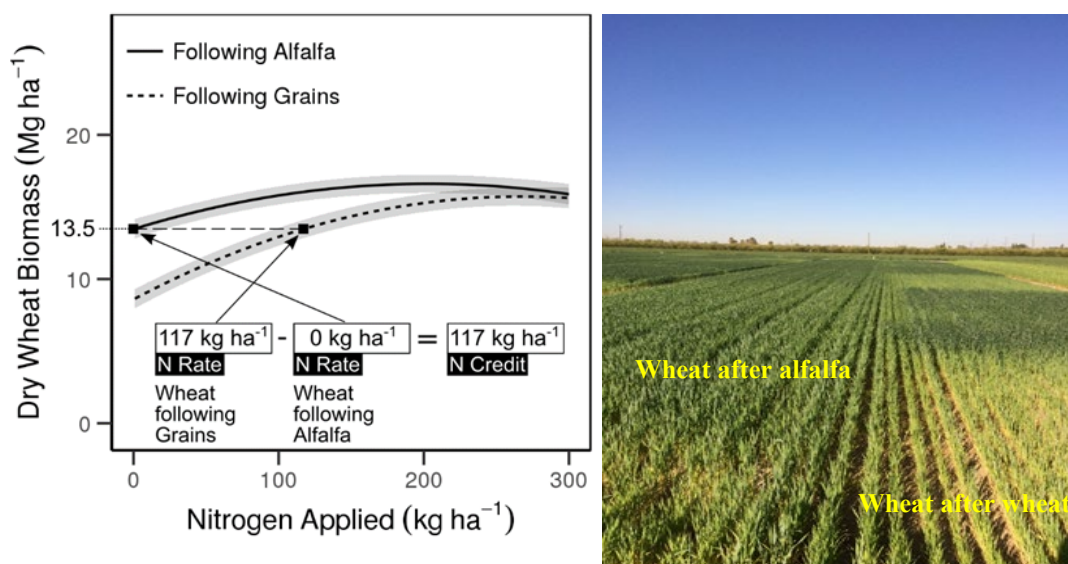 Following Alfalfa
Following Grains
Dry Wheat Biomass (Mg ha⁻¹)
20
13.5
10
0
117 kg ha⁻¹ - 0 kg ha⁻¹ = 117 kg ha⁻¹
N Rate N Rate N Credit
Wheat Wheat
following following
Grains Alfalfa
0 100 200 300
Nitrogen Applied (kg ha⁻¹)
Wheat after alfalfa
Wheat after wheat